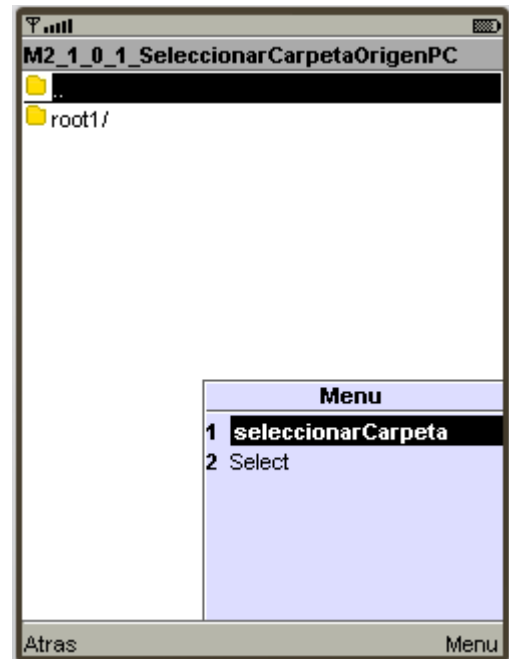 M2_1_0_1_SeleccionarCarpetaOrigenPC
..
root1/
Menu
1 seleccionarCarpeta
2 Select
Atras Menu